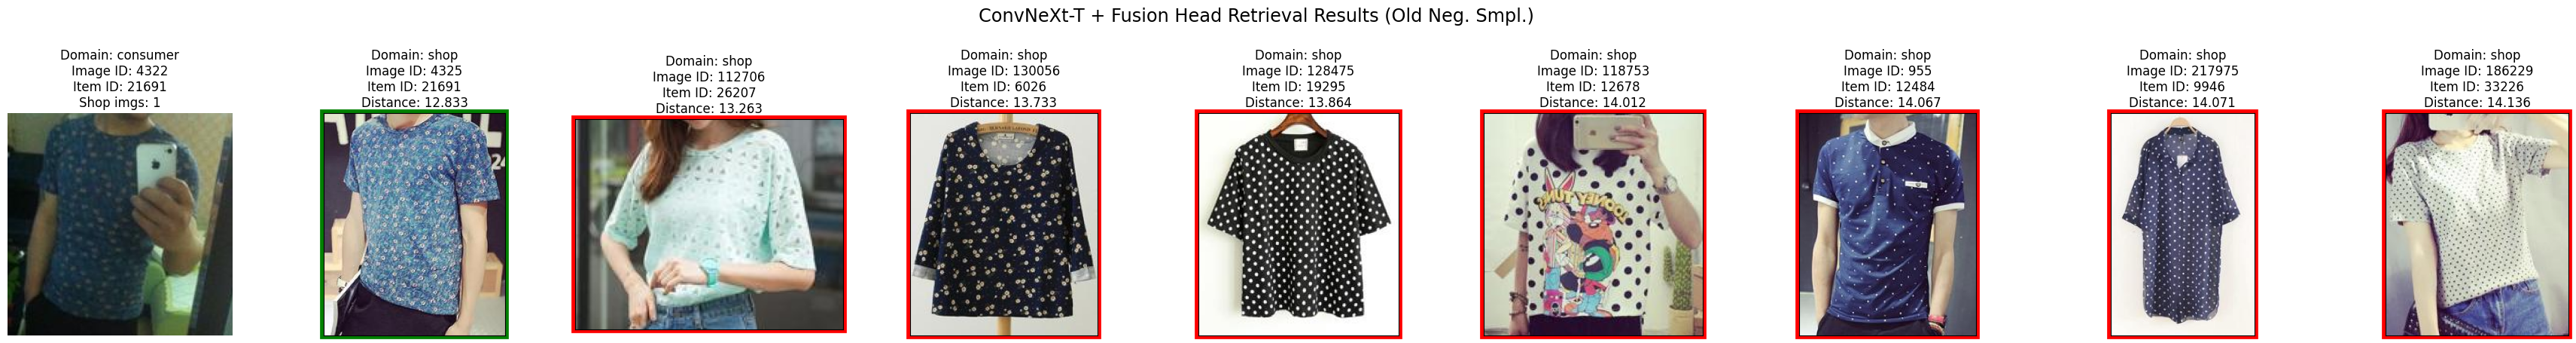 ConvNeXt-T + Fusion Head Retrieval Results (Old Neg. Smpl.)
Domain: consumer
Image ID: 4322
Item ID: 21691
Shop imgs: 1
Domain: shop
Image ID: 4325
Item ID: 21691
Distance: 12.833
Domain: shop
Image ID: 112706
Item ID: 26207
Distance: 13.263
Domain: shop
Image ID: 130056
Item ID: 6026
Distance: 13.733
Domain: shop
Image ID: 128475
Item ID: 19295
Distance: 13.864
Domain: shop
Image ID: 118753
Item ID: 12678
Distance: 14.012
Domain: shop
Image ID: 955
Item ID: 12484
Distance: 14.067
Domain: shop
Image ID: 217975
Item ID: 9946
Distance: 14.071
Domain: shop
Image ID: 186229
Item ID: 33226
Distance: 14.136
LOONEY TUNES